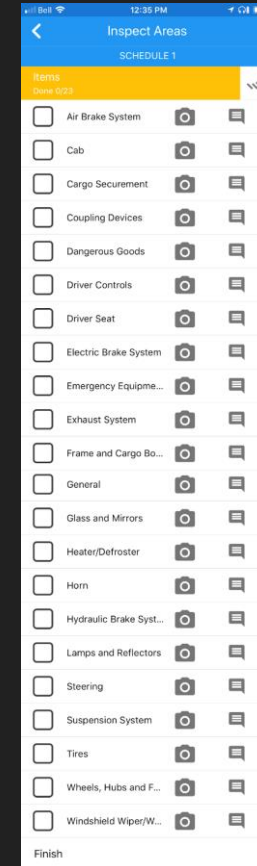 Bell 12:35 PM
Inspect Areas
SCHEDULE 1
Items
Done 0/23
Air Brake System
Cab
Cargo Securement
Coupling Devices
Dangerous Goods
Driver Controls
Driver Seat
Electric Brake System
Emergency Equipme...
Exhaust System
Frame and Cargo Bo...
General
Glass and Mirrors
Heater/Defroster
Horn
Hydraulic Brake Syst...
Lamps and Reflectors
Steering
Suspension System
Tires
Wheels, Hubs and F...
Windshield Wiper/W...
Finish